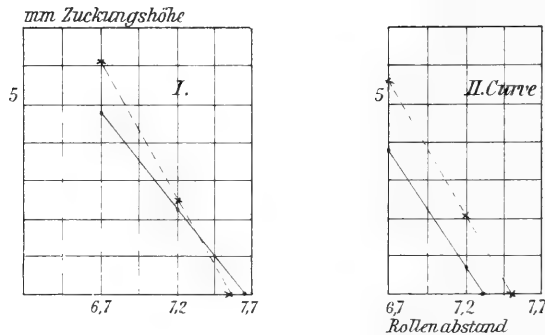 mm Zuckungshöhe
I.
II. Curve
5
5
6,7 7,2 7,7
6,7 7,2 7,7
Rollenabstand